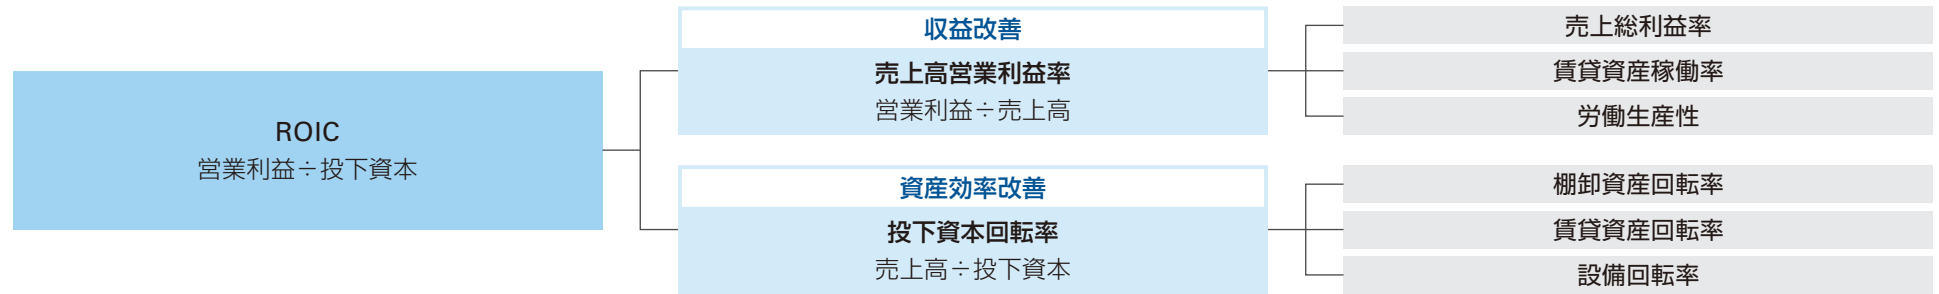 ROIC
営業利益÷投下資本
収益改善
売上高営業利益率
営業利益÷売上高
売上総利益率
賃貸資産稼働率
労働生産性
資産効率改善
投下資本回転率
売上高÷投下資本
棚卸資産回転率
賃貸資産回転率
設備回転率